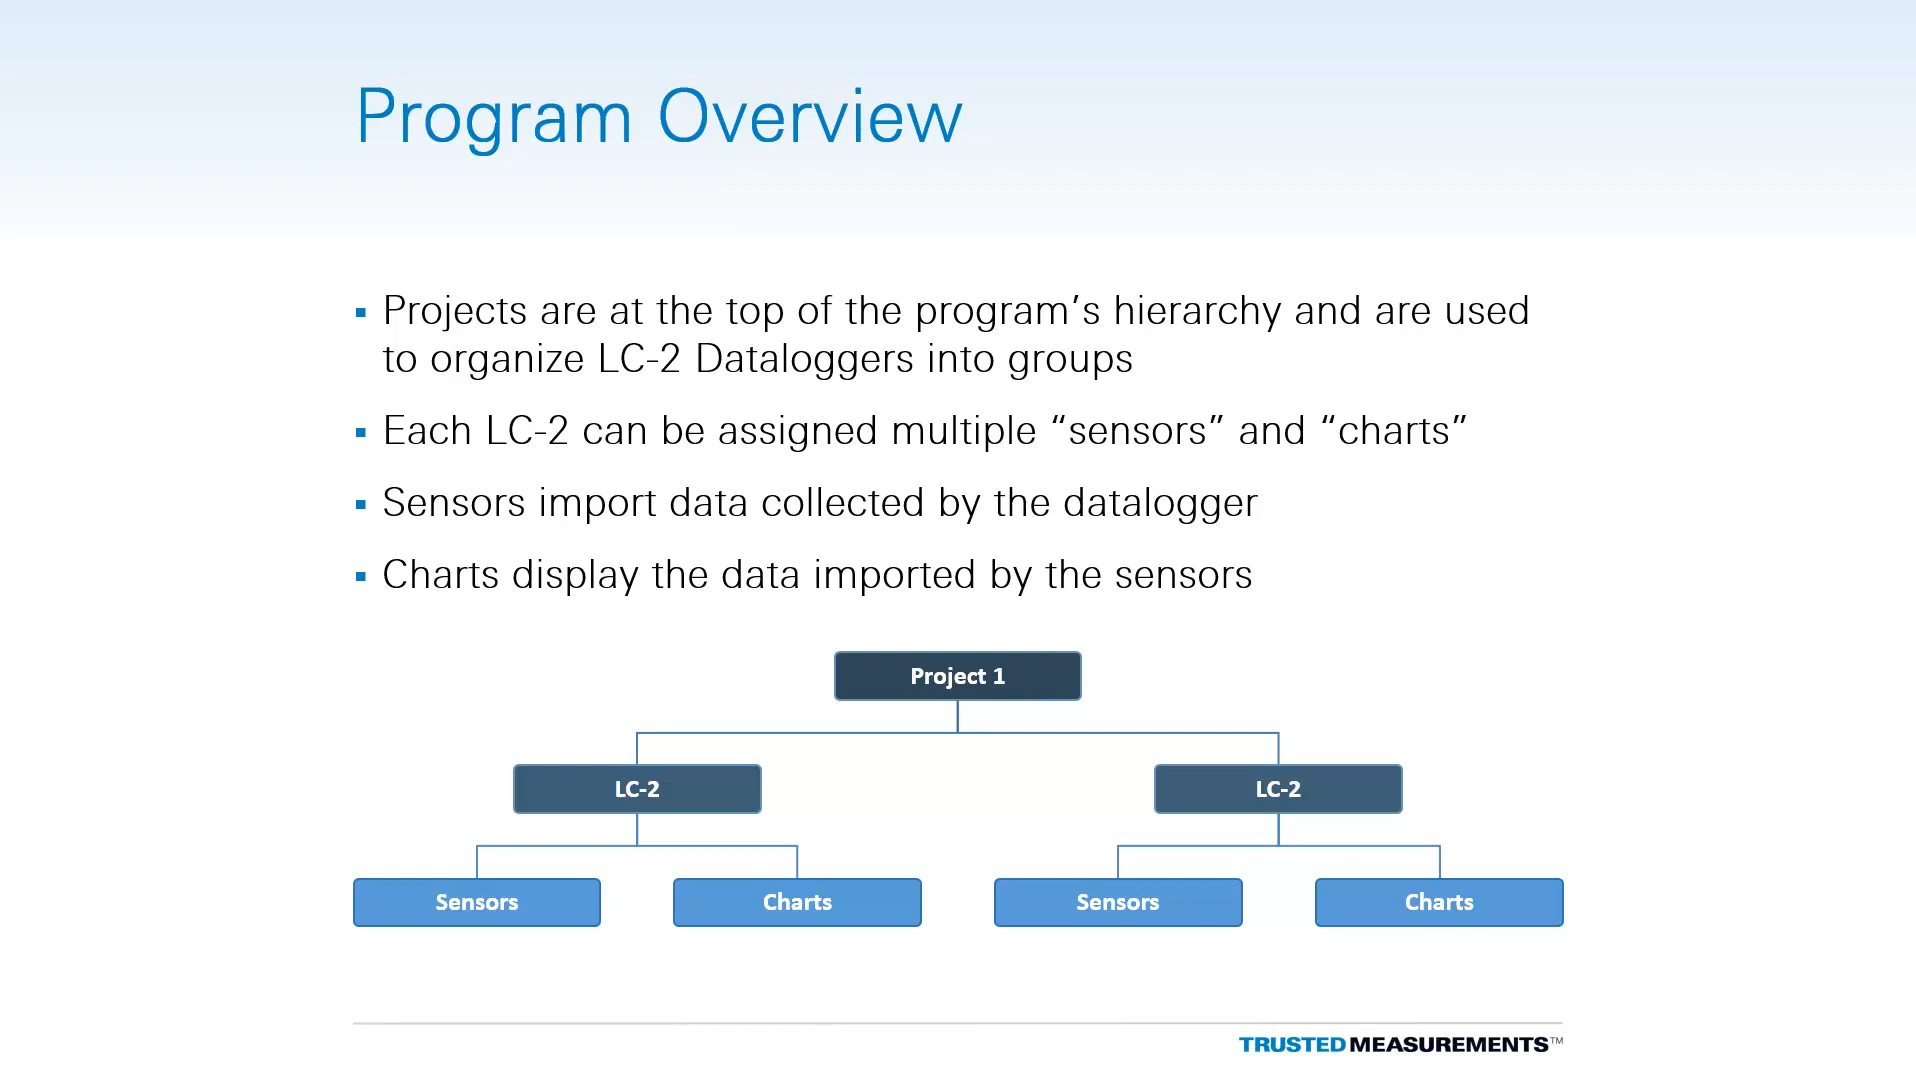 Program Overview
▪ Projects are at the top of the program’s hierarchy and are used
to organize LC-2 Dataloggers into groups
▪ Each LC-2 can be assigned multiple “sensors” and “charts”
▪ Sensors import data collected by the datalogger
▪ Charts display the data imported by the sensors
Project 1
LC-2 LC-2
Sensors Charts Sensors Charts
TRUSTED MEASUREMENTS™